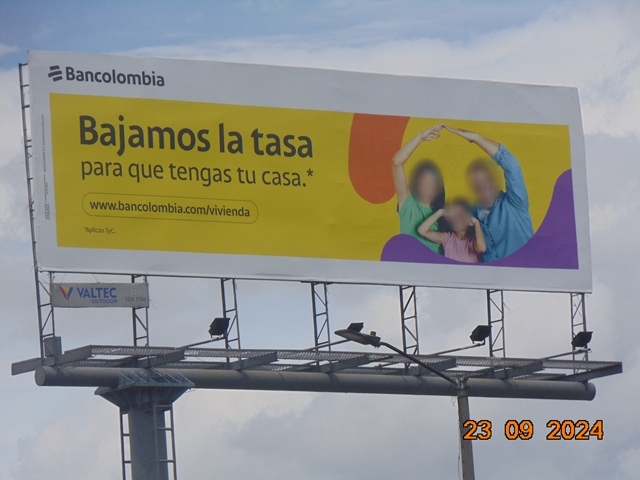 Bancolombia
Bajamos la tasa
para que tengas tu casa.*
www.bancolombia.com/vivienda
*Aplican TyC.
VALTEC
OUTDOOR
23 09 2024